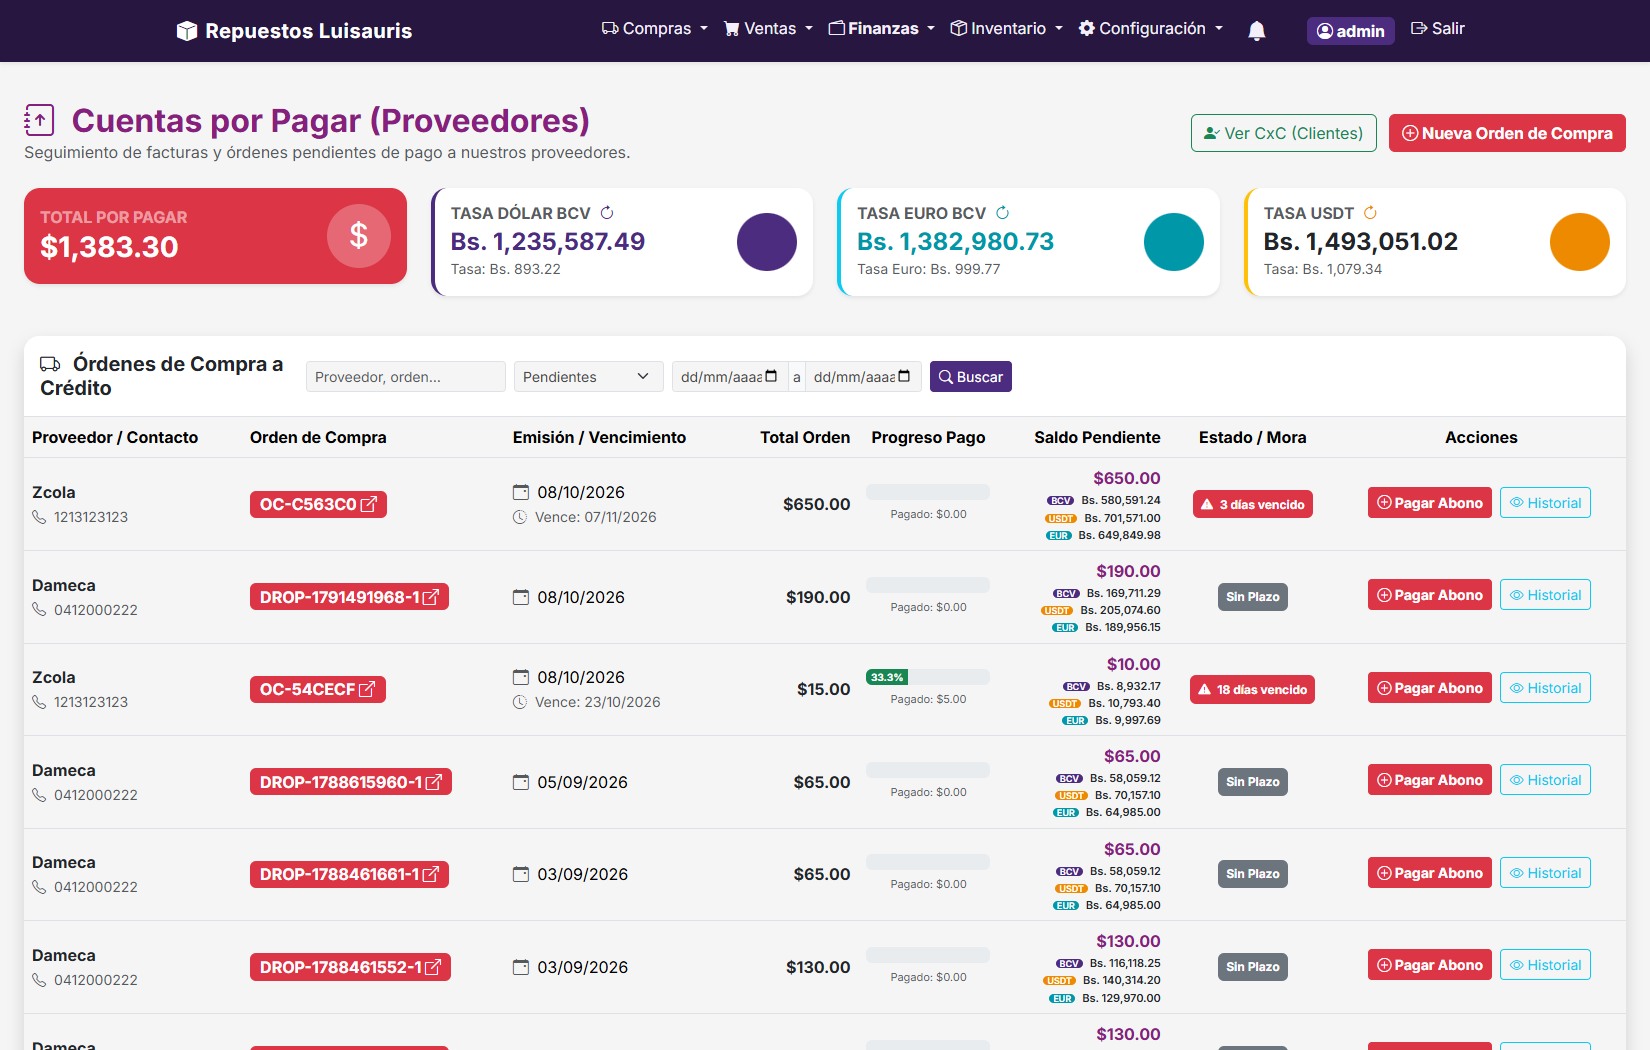 Repuestos Luisauris
Compras
Ventas
Finanzas
Inventario
Configuración
admin
Salir
Cuentas por Pagar (Proveedores)
Seguimiento de facturas y órdenes pendientes de pago a nuestros proveedores.
Ver CxC (Clientes)
Nueva Orden de Compra
TOTAL POR PAGAR
$1,383.30
$
TASA DÓLAR BCV
Bs. 1,235,587.49
Tasa: Bs. 893.22
TASA EURO BCV
Bs. 1,382,980.73
Tasa Euro: Bs. 999.77
TASA USDT
Bs. 1,493,051.02
Tasa: Bs. 1,079.34
Órdenes de Compra a
Crédito
Proveedor, orden...
Pendientes
dd/mm/aaaa
a
dd/mm/aaaa
Buscar
Proveedor / Contacto Orden de Compra Emisión / Vencimiento Total Orden Progreso Pago Saldo Pendiente Estado / Mora Acciones
Zcola
1213123123
OC-C563C0
08/10/2026
Vence: 07/11/2026
$650.00
Pagado: $0.00
$650.00
BCV Bs. 580,591.24
USDT Bs. 701,571.00
EUR Bs. 649,849.98
3 días vencido
Pagar Abono
Historial
Dameca
0412000222
DROP-1791491968-1
08/10/2026
$190.00
Pagado: $0.00
$190.00
BCV Bs. 169,711.29
USDT Bs. 205,074.60
EUR Bs. 189,956.15
Sin Plazo
Pagar Abono
Historial
Zcola
1213123123
OC-54CECF
08/10/2026
Vence: 23/10/2026
$15.00
33.3%
Pagado: $5.00
$10.00
BCV Bs. 8,932.17
USDT Bs. 10,793.40
EUR Bs. 9,997.69
18 días vencido
Pagar Abono
Historial
Dameca
0412000222
DROP-1788615960-1
05/09/2026
$65.00
Pagado: $0.00
$65.00
BCV Bs. 58,059.12
USDT Bs. 70,157.10
EUR Bs. 64,985.00
Sin Plazo
Pagar Abono
Historial
Dameca
0412000222
DROP-1788461661-1
03/09/2026
$65.00
Pagado: $0.00
$65.00
BCV Bs. 58,059.12
USDT Bs. 70,157.10
EUR Bs. 64,985.00
Sin Plazo
Pagar Abono
Historial
Dameca
0412000222
DROP-1788461552-1
03/09/2026
$130.00
Pagado: $0.00
$130.00
BCV Bs. 116,118.25
USDT Bs. 140,314.20
EUR Bs. 129,970.00
Sin Plazo
Pagar Abono
Historial
Dameca
$130.00